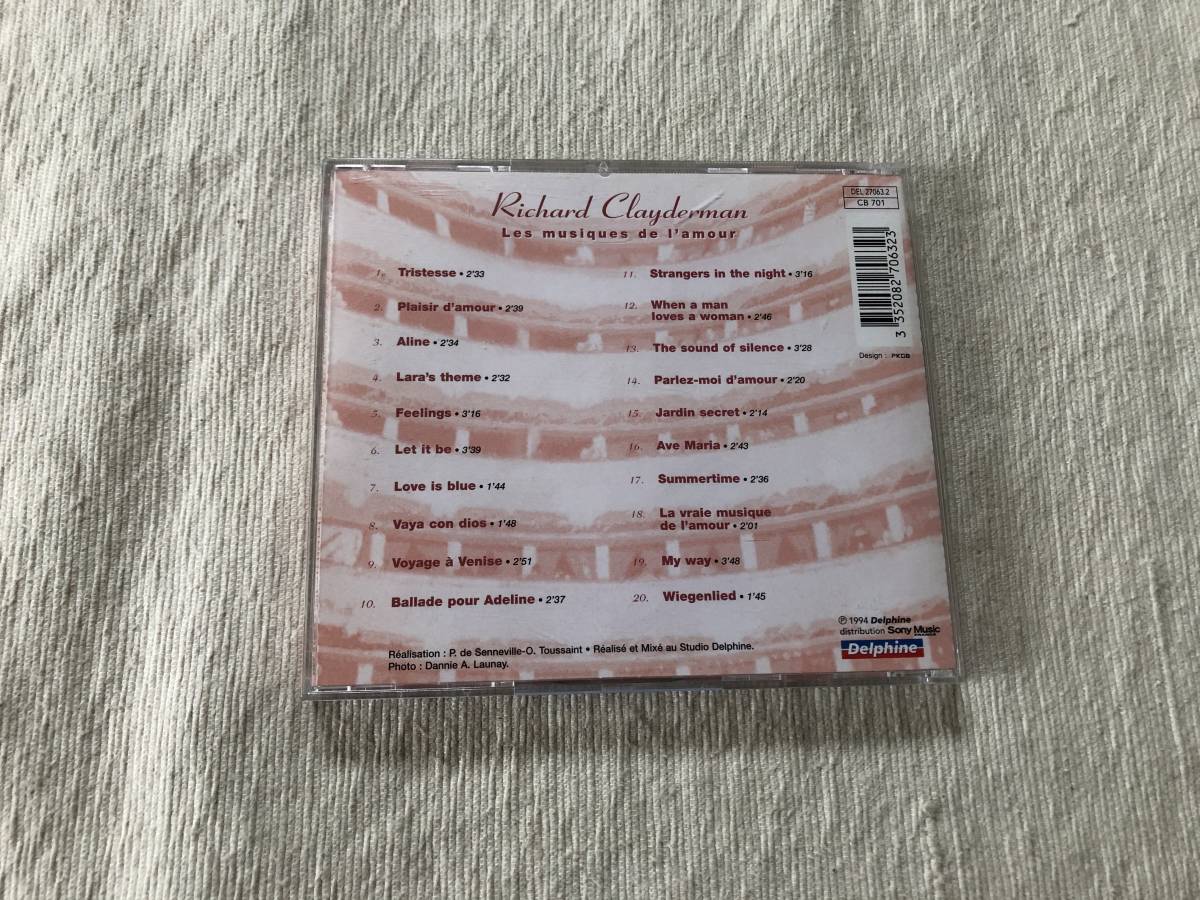 Richard Clayderman
Les musiques de l'amour
1. Tristesse • 2'33
2. Plaisir d'amour • 2'39
3. Aline • 2'34
4. Lara's theme • 2'32
5. Feelings • 3'16
6. Let it be • 3'39
7. Love is blue • 1'44
8. Vaya con dios • 1'48
9. Voyage à Venise • 2'51
10. Ballade pour Adeline • 2'37
11. Strangers in the night • 3'16
12. When a man
loves a woman • 2'46
13. The sound of silence • 3'28
14. Parlez-moi d'amour • 2'20
15. Jardin secret • 2'14
16. Ave Maria • 2'43
17. Summertime • 2'36
18. La vraie musique
de l'amour • 2'01
19. My way • 3'48
20. Wiegenlied • 1'45
DEL 27063.2
CB 701
3 352082 706323
Design : PKGB
Réalisation : P. de Senneville-O. Toussaint • Réalisé et Mixé au Studio Delphine.
Photo : Dannie A. Launay.
℗ 1994 Delphine
distribution Sony Music
FRANCE
Delphine